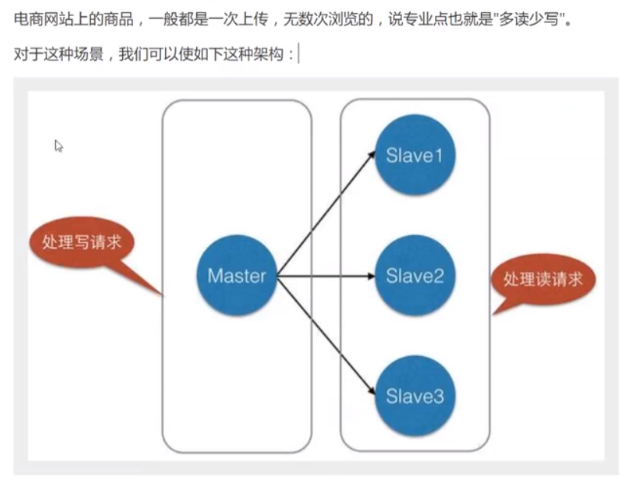 电商网站上的商品，一般都是一次上传，无数次浏览的，说专业点也就是"多读少写"。
对于这种场景，我们可以使如下这种架构：
Slave1
处理写请求
Master
Slave2
处理读请求
Slave3